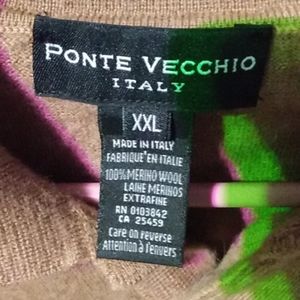 PONTE VECCHIO
ITALY
XXL
MADE IN ITALY
FABRIQUE'EN ITALIE
100% MERINO WOOL
LAINE MERINOS
EXTRAFINE
RN 0103842
CA 25459
Care on reverse
Attention à l'envers